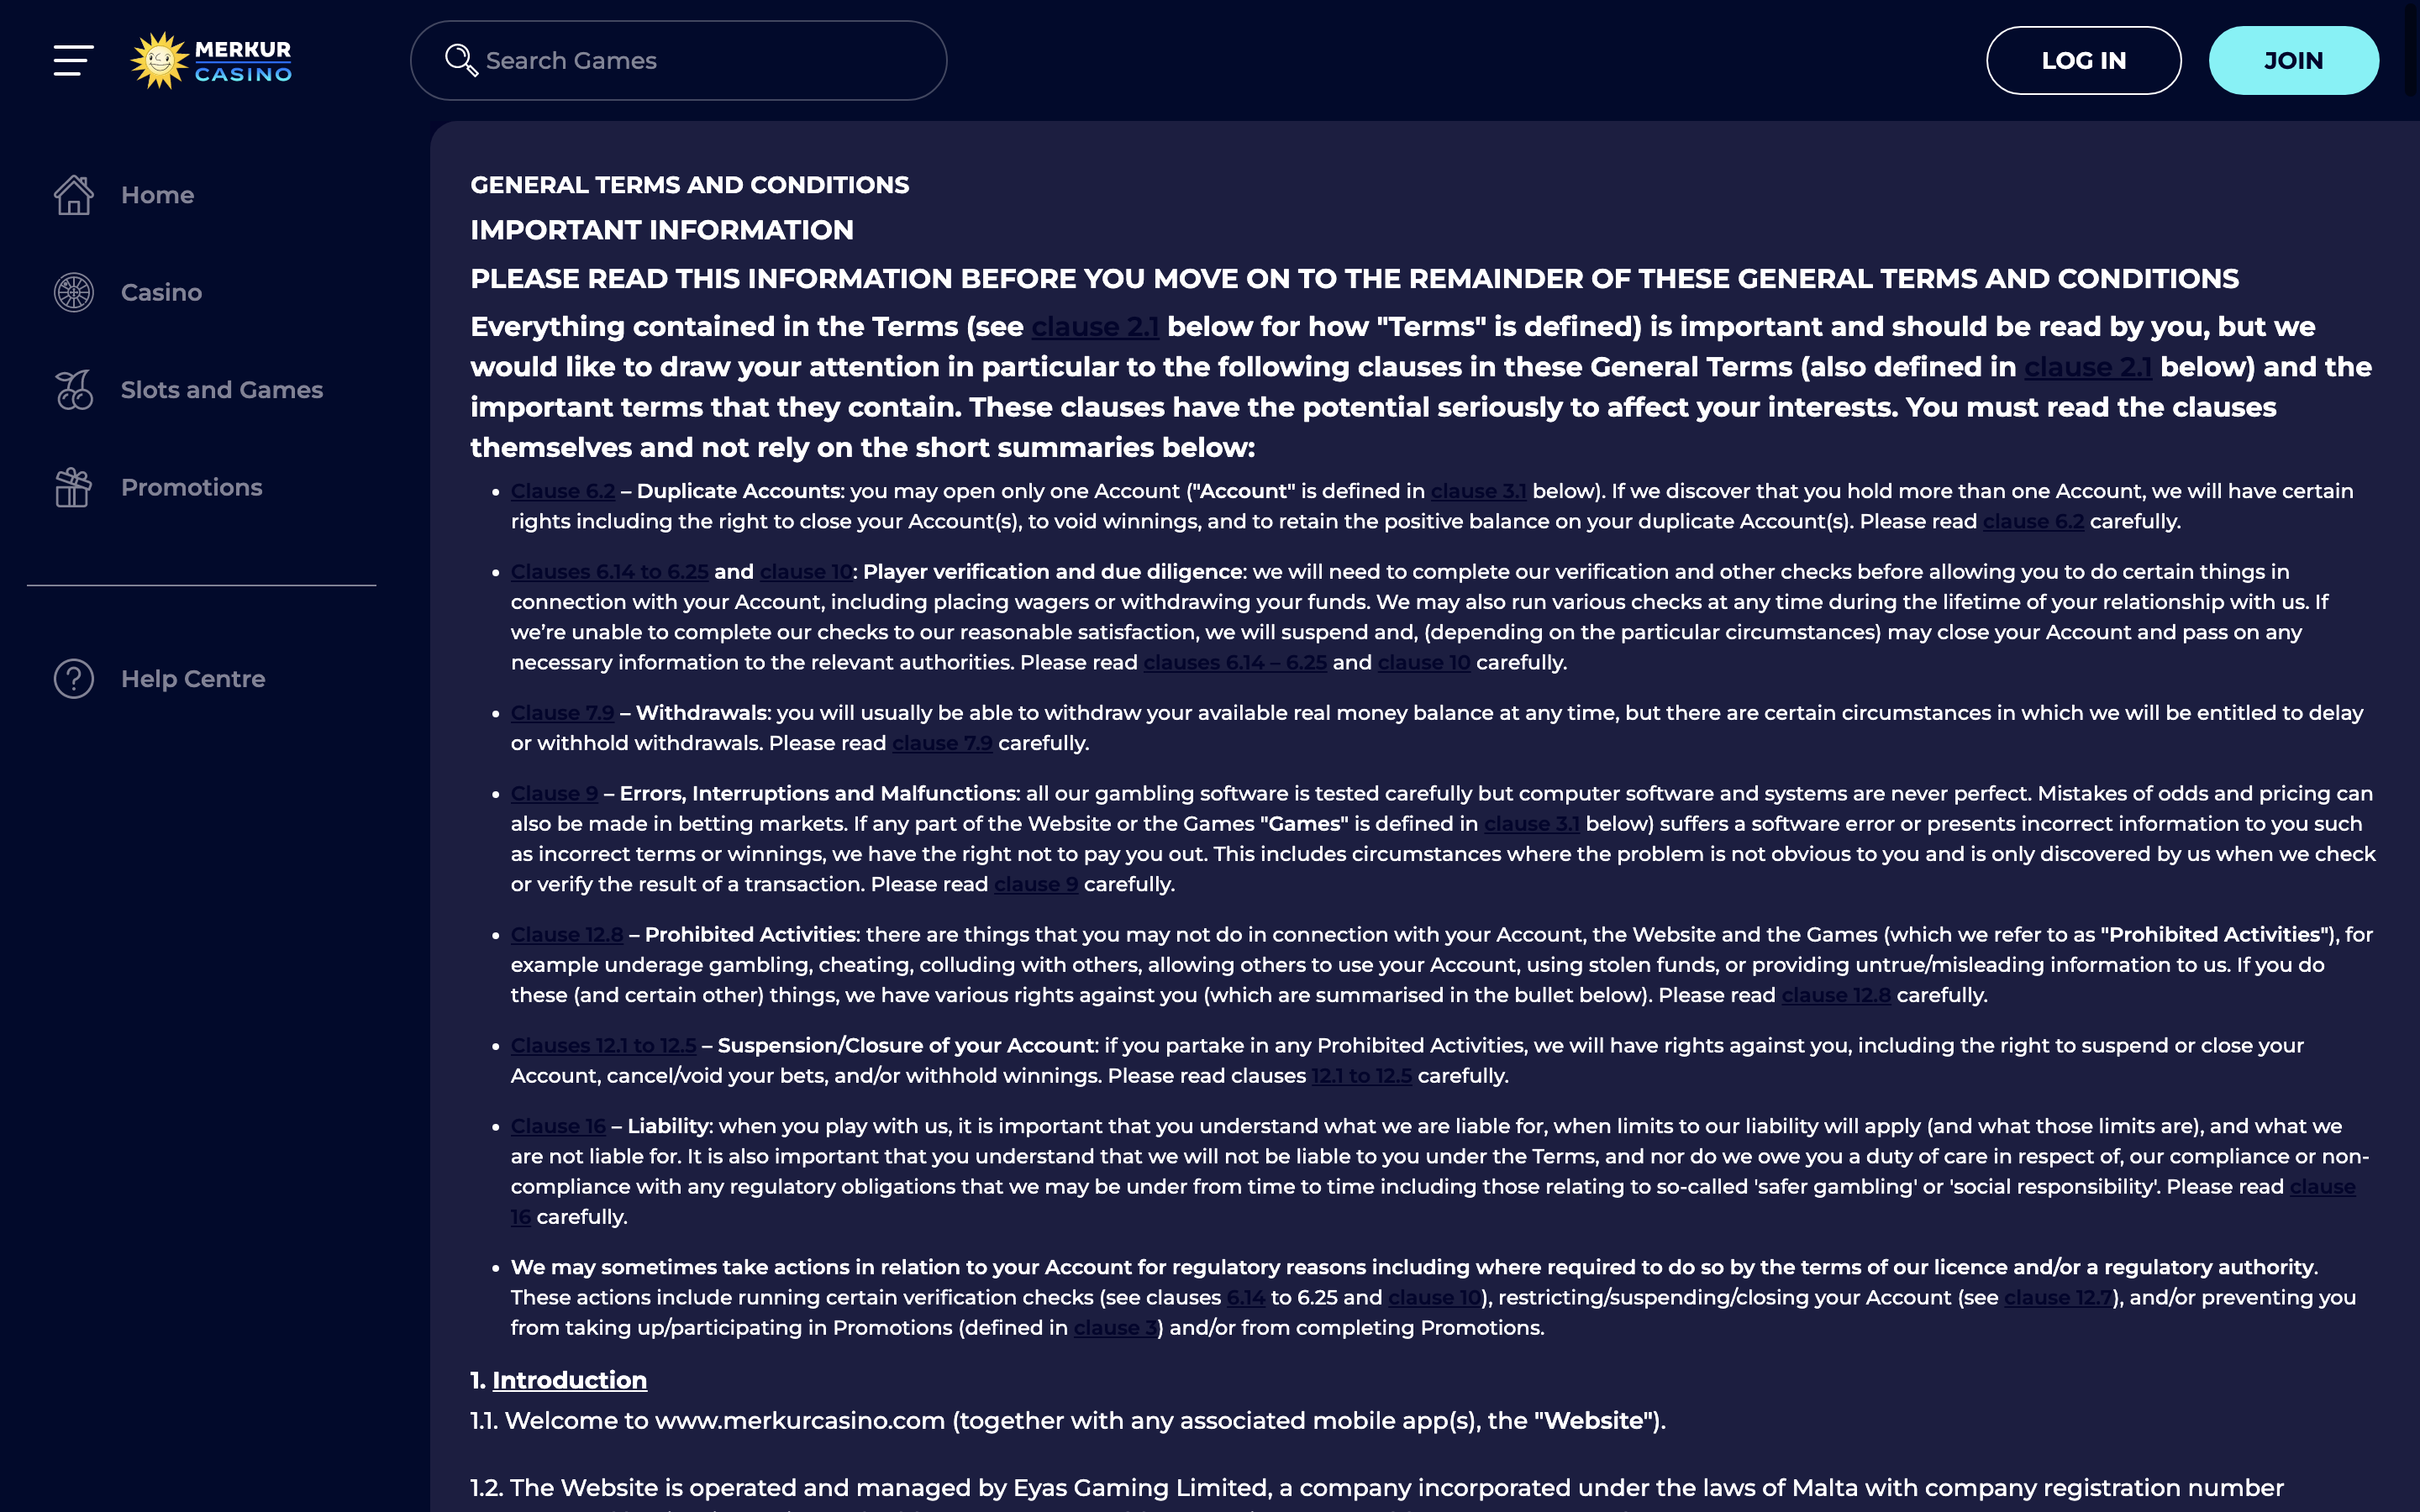 MERKUR
CASINO
Search Games
LOG IN
JOIN
Home
Casino
Slots and Games
Promotions
Help Centre
GENERAL TERMS AND CONDITIONS
IMPORTANT INFORMATION
PLEASE READ THIS INFORMATION BEFORE YOU MOVE ON TO THE REMAINDER OF THESE GENERAL TERMS AND CONDITIONS
Everything contained in the Terms (see clause 2.1 below for how "Terms" is defined) is important and should be read by you, but we
would like to draw your attention in particular to the following clauses in these General Terms (also defined in clause 2.1 below) and the
important terms that they contain. These clauses have the potential seriously to affect your interests. You must read the clauses
themselves and not rely on the short summaries below:
• Clause 6.2 – Duplicate Accounts: you may open only one Account ("Account" is defined in clause 3.1 below). If we discover that you hold more than one Account, we will have certain
rights including the right to close your Account(s), to void winnings, and to retain the positive balance on your duplicate Account(s). Please read clause 6.2 carefully.
• Clauses 6.14 to 6.25 and clause 10: Player verification and due diligence: we will need to complete our verification and other checks before allowing you to do certain things in
connection with your Account, including placing wagers or withdrawing your funds. We may also run various checks at any time during the lifetime of your relationship with us. If
we’re unable to complete our checks to our reasonable satisfaction, we will suspend and, (depending on the particular circumstances) may close your Account and pass on any
necessary information to the relevant authorities. Please read clauses 6.14 – 6.25 and clause 10 carefully.
• Clause 7.9 – Withdrawals: you will usually be able to withdraw your available real money balance at any time, but there are certain circumstances in which we will be entitled to delay
or withhold withdrawals. Please read clause 7.9 carefully.
• Clause 9 – Errors, Interruptions and Malfunctions: all our gambling software is tested carefully but computer software and systems are never perfect. Mistakes of odds and pricing can
also be made in betting markets. If any part of the Website or the Games "Games" is defined in clause 3.1 below) suffers a software error or presents incorrect information to you such
as incorrect terms or winnings, we have the right not to pay you out. This includes circumstances where the problem is not obvious to you and is only discovered by us when we check
or verify the result of a transaction. Please read clause 9 carefully.
• Clause 12.8 – Prohibited Activities: there are things that you may not do in connection with your Account, the Website and the Games (which we refer to as "Prohibited Activities"), for
example underage gambling, cheating, colluding with others, allowing others to use your Account, using stolen funds, or providing untrue/misleading information to us. If you do
these (and certain other) things, we have various rights against you (which are summarised in the bullet below). Please read clause 12.8 carefully.
• Clauses 12.1 to 12.5 – Suspension/Closure of your Account: if you partake in any Prohibited Activities, we will have rights against you, including the right to suspend or close your
Account, cancel/void your bets, and/or withhold winnings. Please read clauses 12.1 to 12.5 carefully.
• Clause 16 – Liability: when you play with us, it is important that you understand what we are liable for, when limits to our liability will apply (and what those limits are), and what we
are not liable for. It is also important that you understand that we will not be liable to you under the Terms, and nor do we owe you a duty of care in respect of, our compliance or non-
compliance with any regulatory obligations that we may be under from time to time including those relating to so-called 'safer gambling' or 'social responsibility'. Please read clause
16 carefully.
• We may sometimes take actions in relation to your Account for regulatory reasons including where required to do so by the terms of our licence and/or a regulatory authority.
These actions include running certain verification checks (see clauses 6.14 to 6.25 and clause 10), restricting/suspending/closing your Account (see clause 12.7), and/or preventing you
from taking up/participating in Promotions (defined in clause 3) and/or from completing Promotions.
1. Introduction
1.1. Welcome to www.merkurcasino.com (together with any associated mobile app(s), the "Website").
1.2. The Website is operated and managed by Eyas Gaming Limited, a company incorporated under the laws of Malta with company registration number